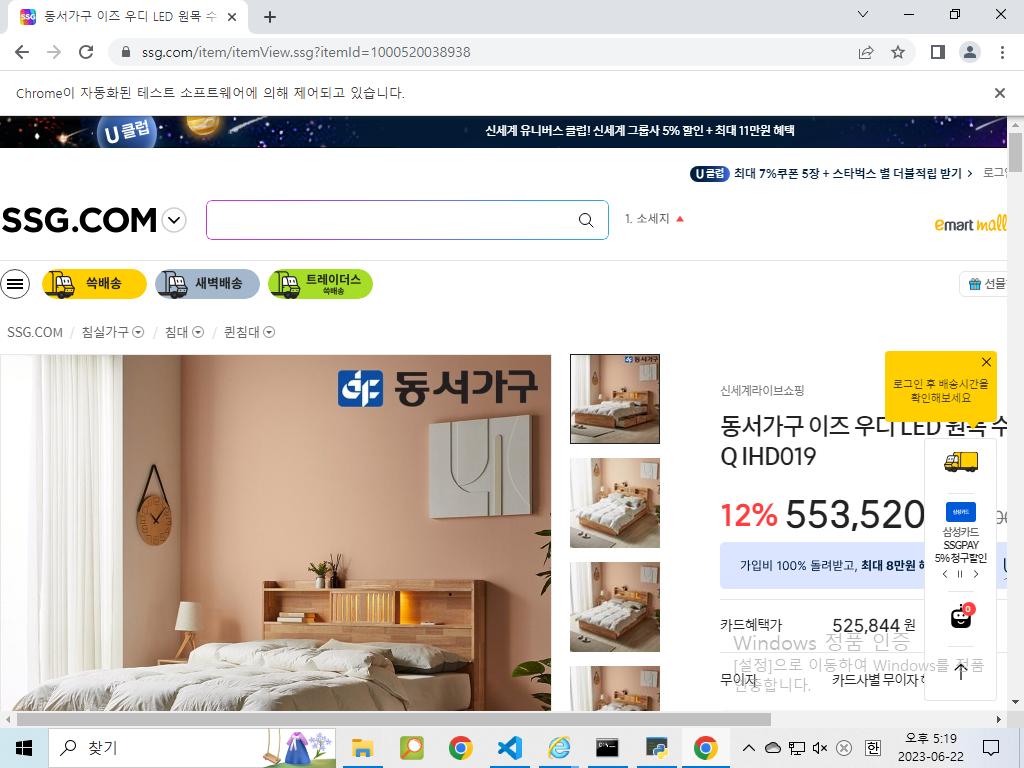 동서가구 이즈 우디 LED 원목 수
ssg.com/item/itemView.ssg?itemId=1000520038938
Chrome이 자동화된 테스트 소프트웨어에 의해 제어되고 있습니다.
U클럽
신세계 유니버스 클럽! 신세계 그룹사 5% 할인 + 최대 11만원 혜택
U클럽 최대 7%쿠폰 5장 + 스타벅스 별 더블적립 받기 >
SSG.COM
1. 소세지
emart mall
쓱배송
새벽배송
트레이더스
쓱배송
선물
SSG.COM / 침실가구 / 침대 / 퀸침대
동서가구
로그인 후 배송시간을
확인해보세요
신세계라이브쇼핑
동서가구 이즈 우디 LED 원목 수
Q IHD019
12% 553,520
삼성카드
삼성카드
SSGPAY
5% 청구할인
가입비 100% 돌려받고, 최대 8만원
0
카드혜택가 525,844 원
Windows 정품 인증
[설정]으로 이동하여 Windows를 정품
인증합니다.
무이자 카드사별 무이자
찾기
한
오후 5:19
2023-06-22